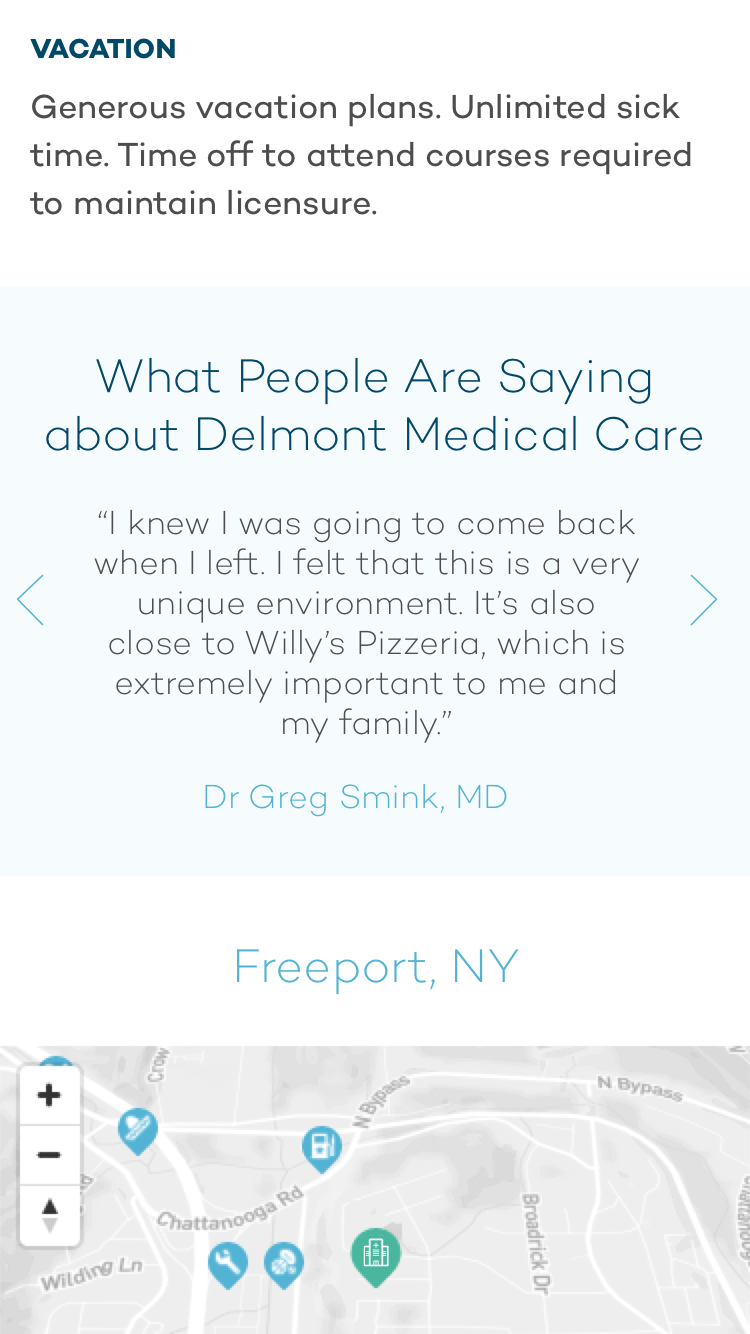 VACATION
Generous vacation plans. Unlimited sick
time. Time off to attend courses required
to maintain licensure.
What People Are Saying
about Delmont Medical Care
“I knew I was going to come back
when I left. I felt that this is a very
unique environment. It’s also
close to Willy’s Pizzeria, which is
extremely important to me and
my family.”
Dr Greg Smink, MD
Freeport, NY
Crow
N Bypass
N Bypass
Chattanooga Rd
Broadrick Dr
Wilding Ln